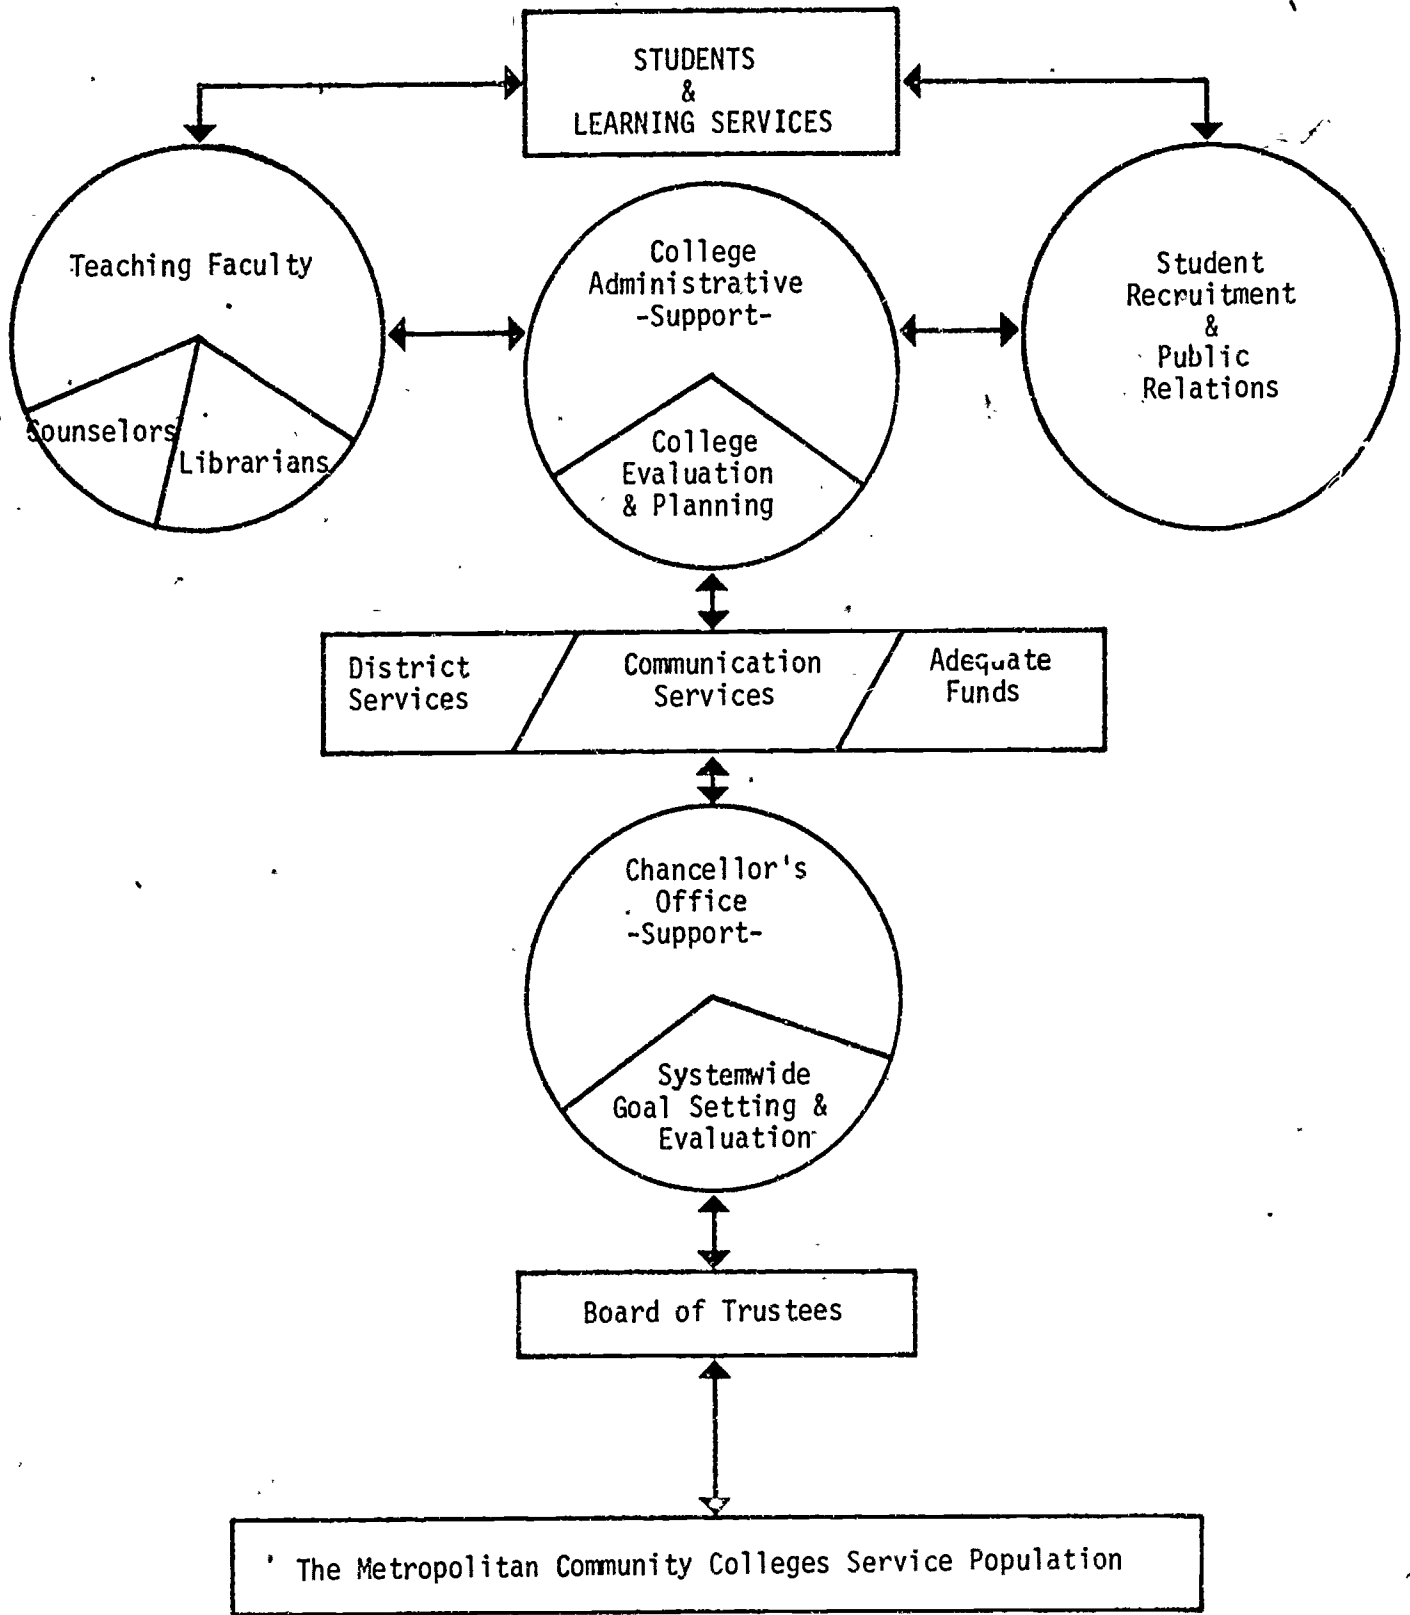 STUDENTS
&
LEARNING SERVICES
Teaching Faculty
Counselors
Librarians
College
Administrative
-Support-
College
Evaluation
& Planning
Student
Recruitment
&
Public
Relations
District
Services
Communication
Services
Adequate
Funds
Chancellor's
Office
-Support-
Systemwide
Goal Setting &
Evaluation
Board of Trustees
The Metropolitan Community Colleges Service Population